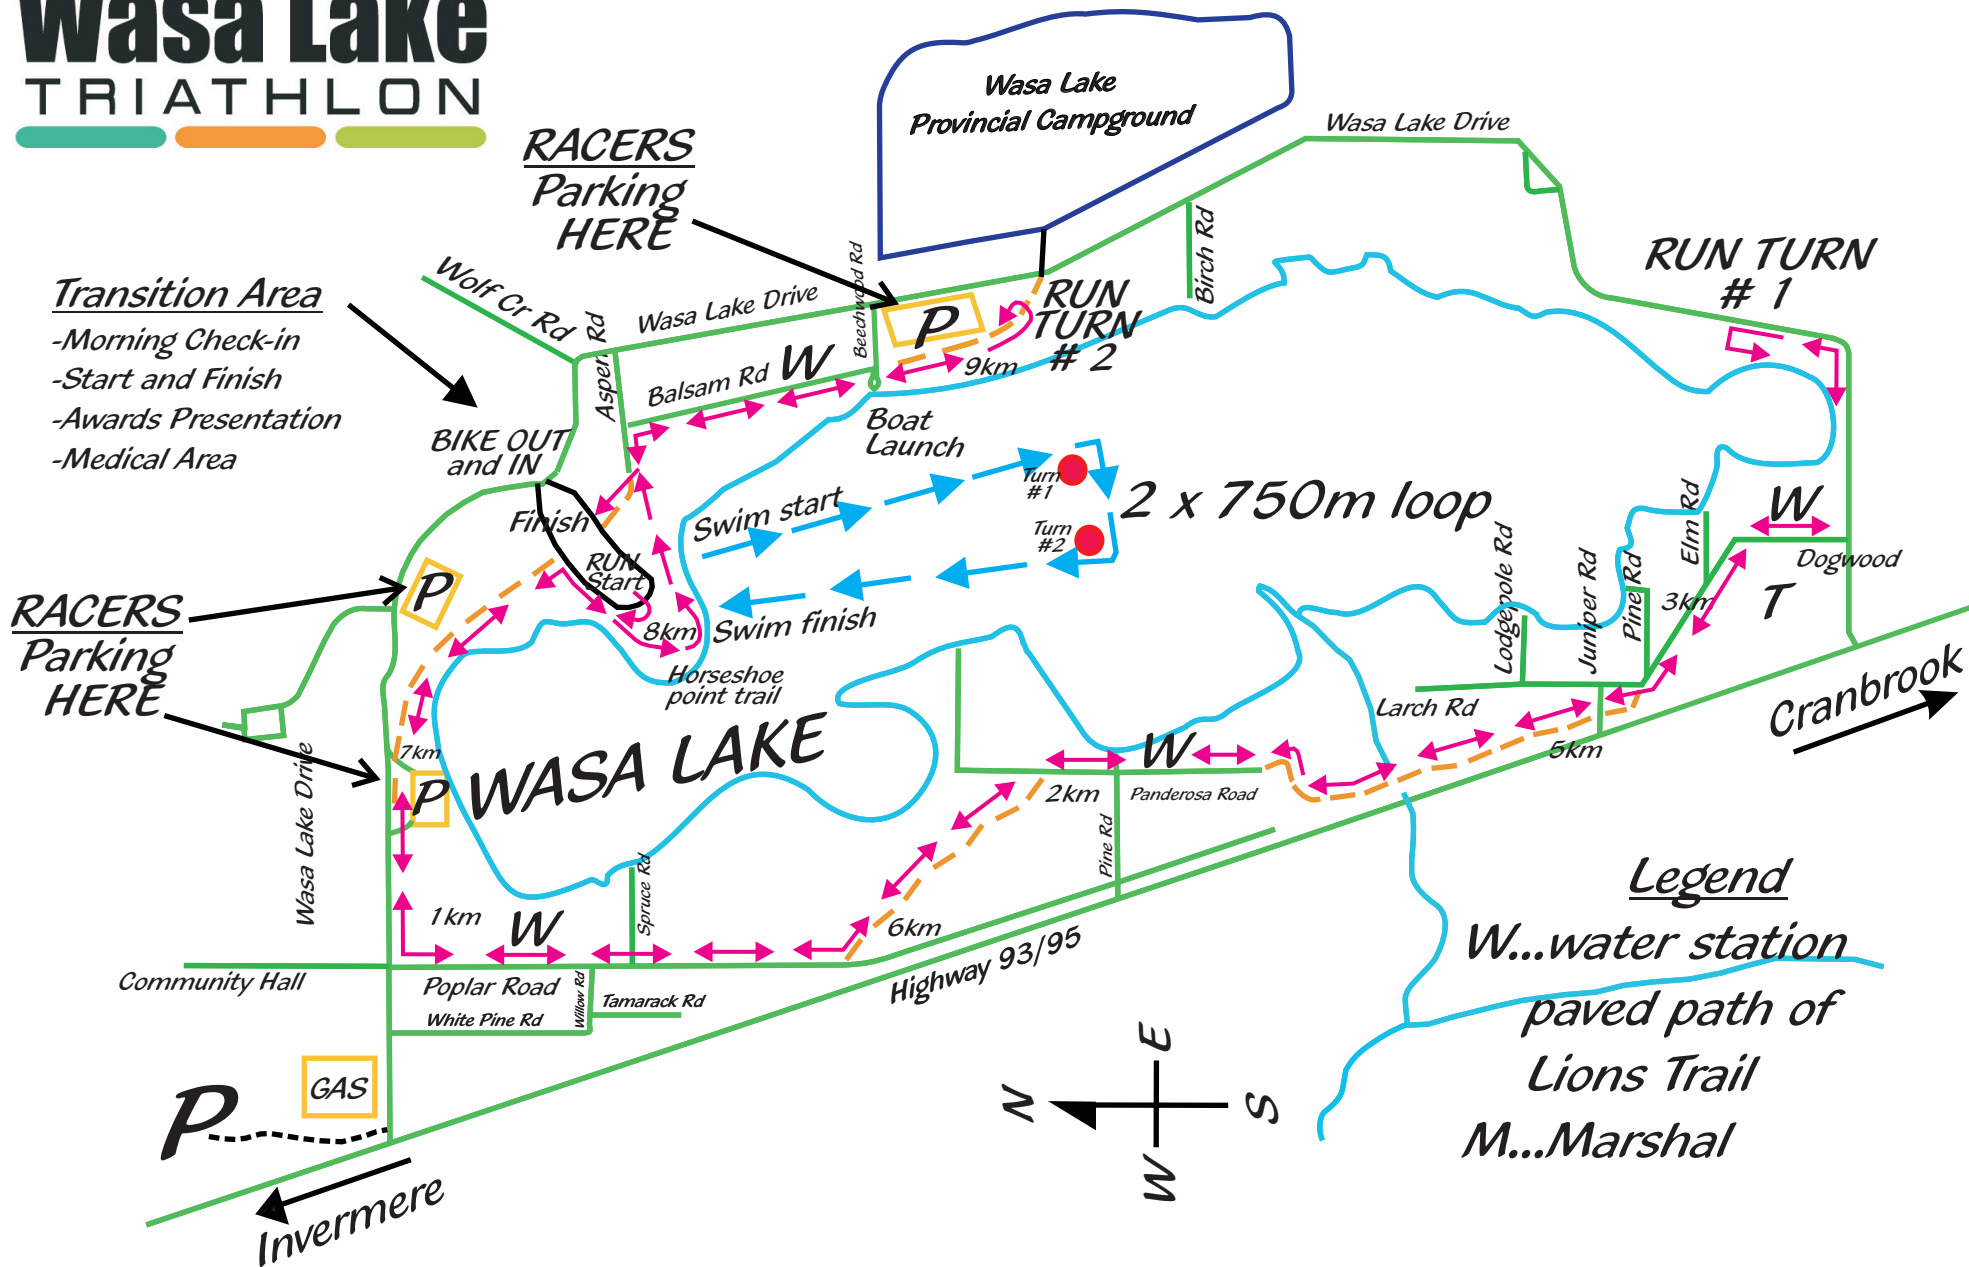 Wasa Lake
TRIATHLON
Wasa Lake
Provincial Campground
Wasa Lake Drive
RACERS
Parking
HERE
Birch Rd
RUN TURN
# 1
Transition Area
-Morning Check-in
-Start and Finish
-Awards Presentation
-Medical Area
Wolf Cr Rd
Aspen Rd
Wasa Lake Drive
Beechwood Rd
P
RUN
TURN
# 2
9km
Balsam Rd
W
Boat
Launch
BIKE OUT
and IN
Finish
RUN
Start
Swim start
Turn
#1
Turn
#2
2 x 750m loop
Swim finish
8km
Horseshoe
point trail
Lodgepole Rd
Juniper Rd
Pine Rd
Elm Rd
W
Dogwood
3km
T
RACERS
Parking
HERE
P
7km
P
Wasa Lake Drive
WASA LAKE
Larch Rd
5km
Cranbrook
W
2km
Panderosa Road
Pine Rd
1km
W
Spruce Rd
6km
Highway 93/95
Community Hall
Poplar Road
White Pine Rd
Willow Rd
Tamarack Rd
GAS
P
Invermere
N
E
S
W
Legend
W...water station
paved path of
Lions Trail
M...Marshal